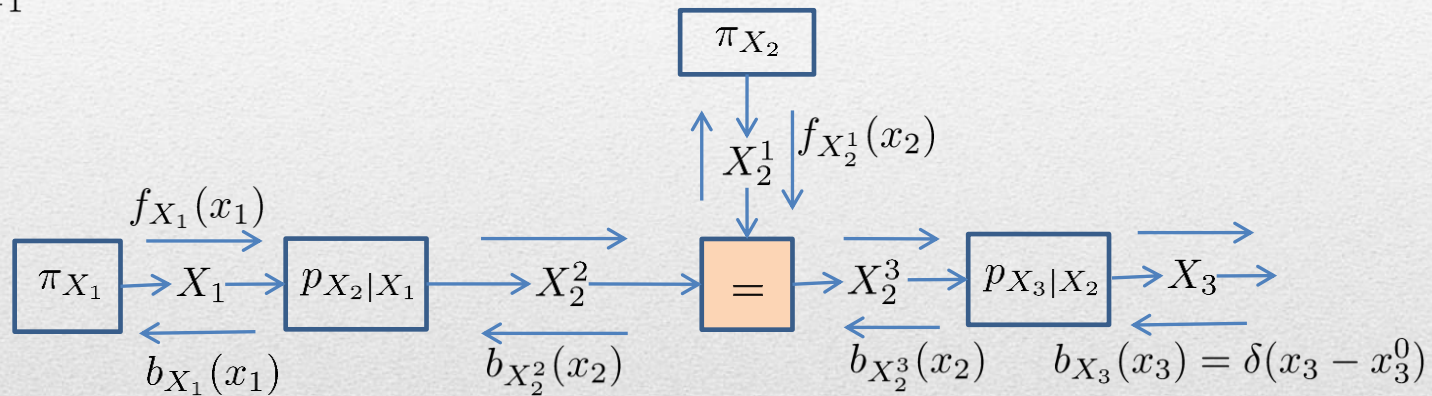 π_{X_2}
f_{X_2^1}(x_2)
X_2^1
f_{X_1}(x_1)
π_{X_1}
X_1
p_{X_2|X_1}
X_2^2
=
X_2^3
p_{X_3|X_2}
X_3
b_{X_1}(x_1)
b_{X_2^2}(x_2)
b_{X_2^3}(x_2)
b_{X_3}(x_3) = δ(x_3 − x_3^0)